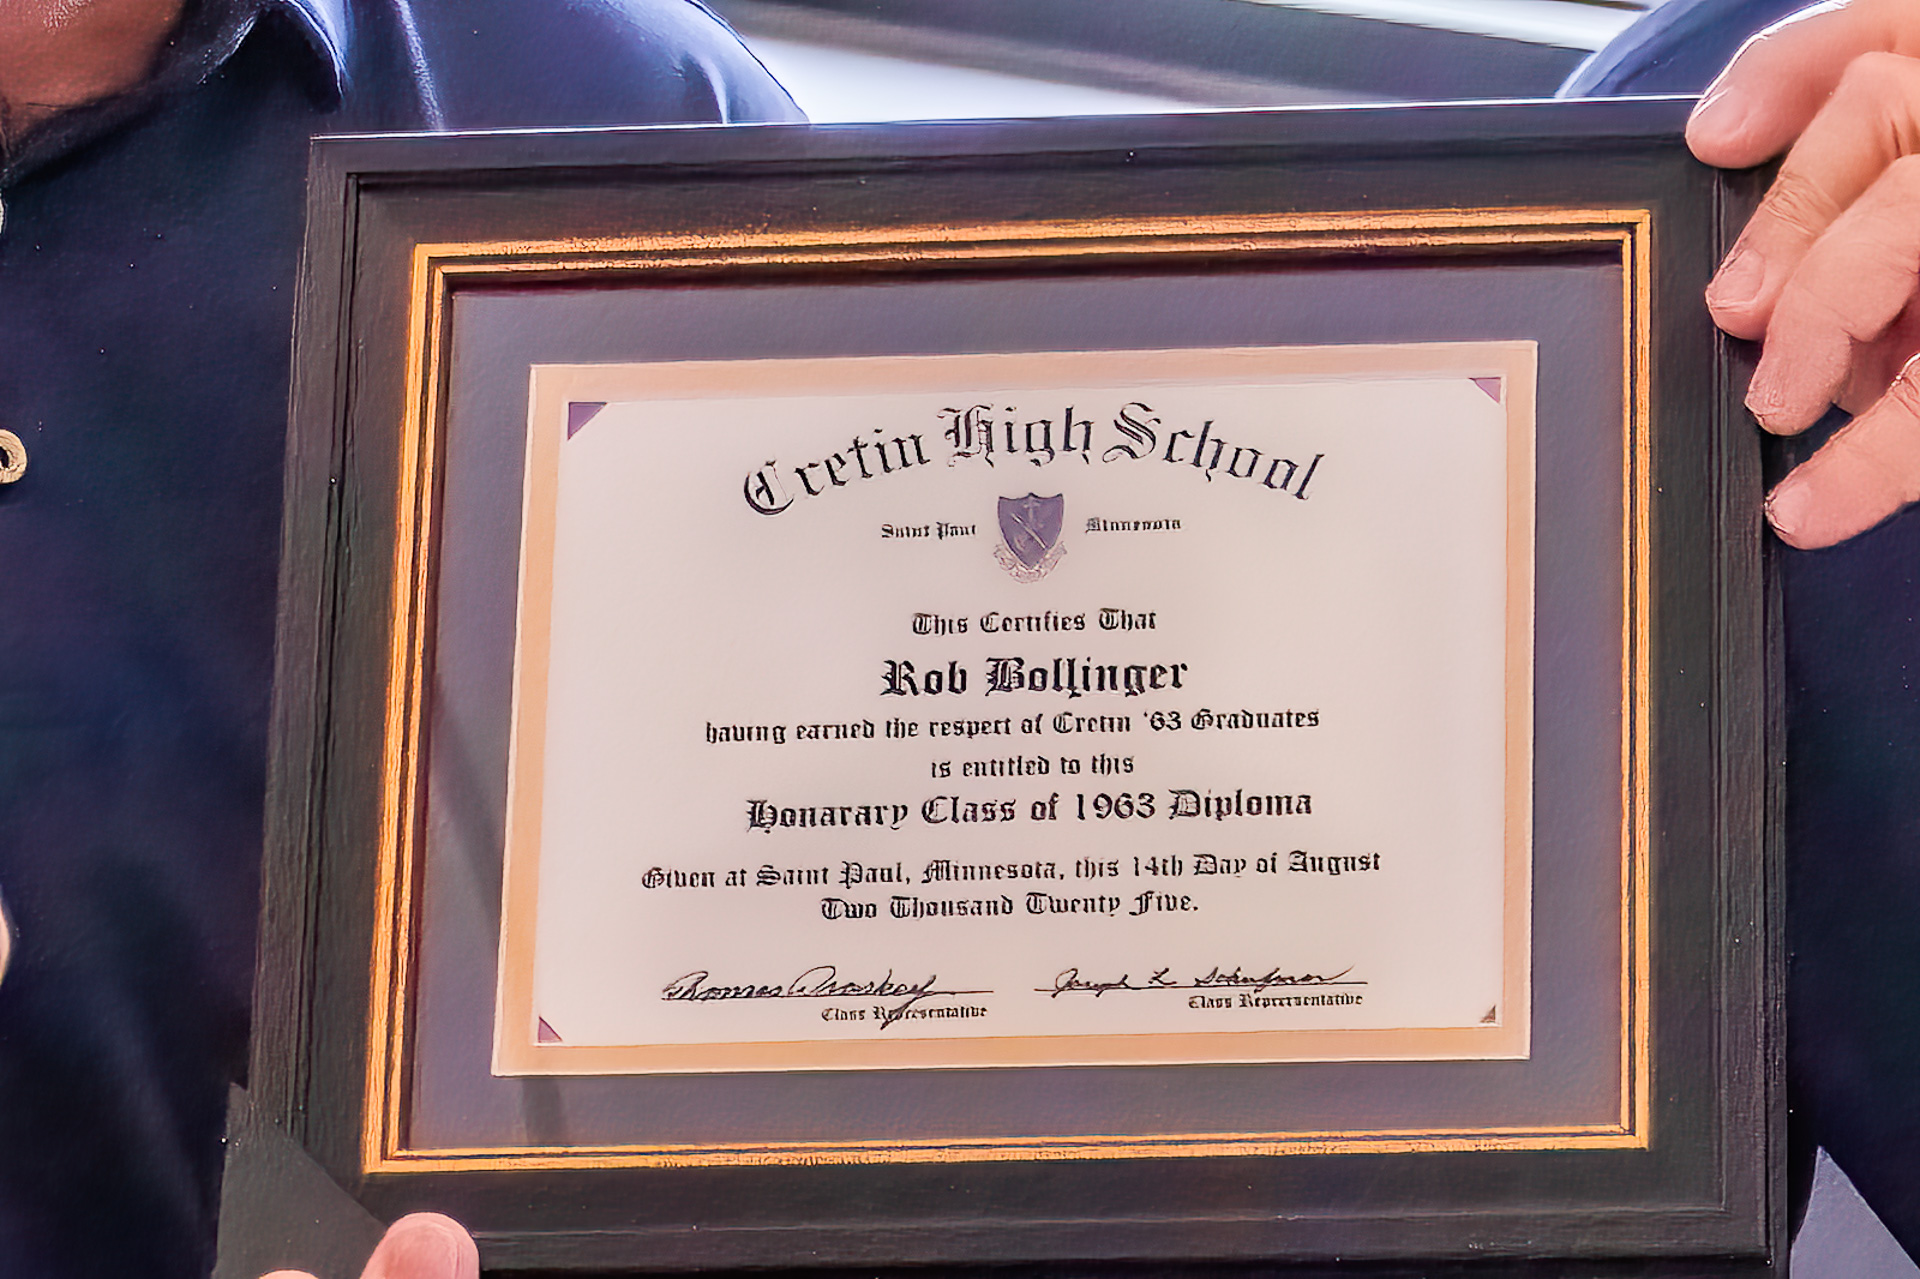 Cretin High School
Saint Paul Minnesota
This Certifies That
Rob Bollinger
having earned the respect of Cretin '63 Graduates
is entitled to this
Honarary Class of 1963 Diploma
Given at Saint Paul, Minnesota, this 14th Day of August
Two Thousand Twenty Five.
Joseph L.
Class Representative Class Representative